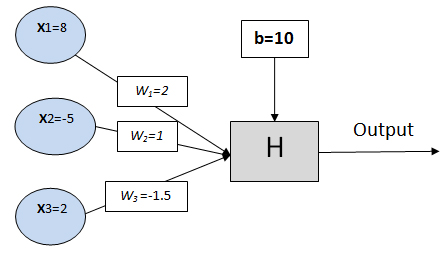 X1=8
b=10
W1=2
X2=-5
W2=1
H
Output
W3 =-1.5
X3=2